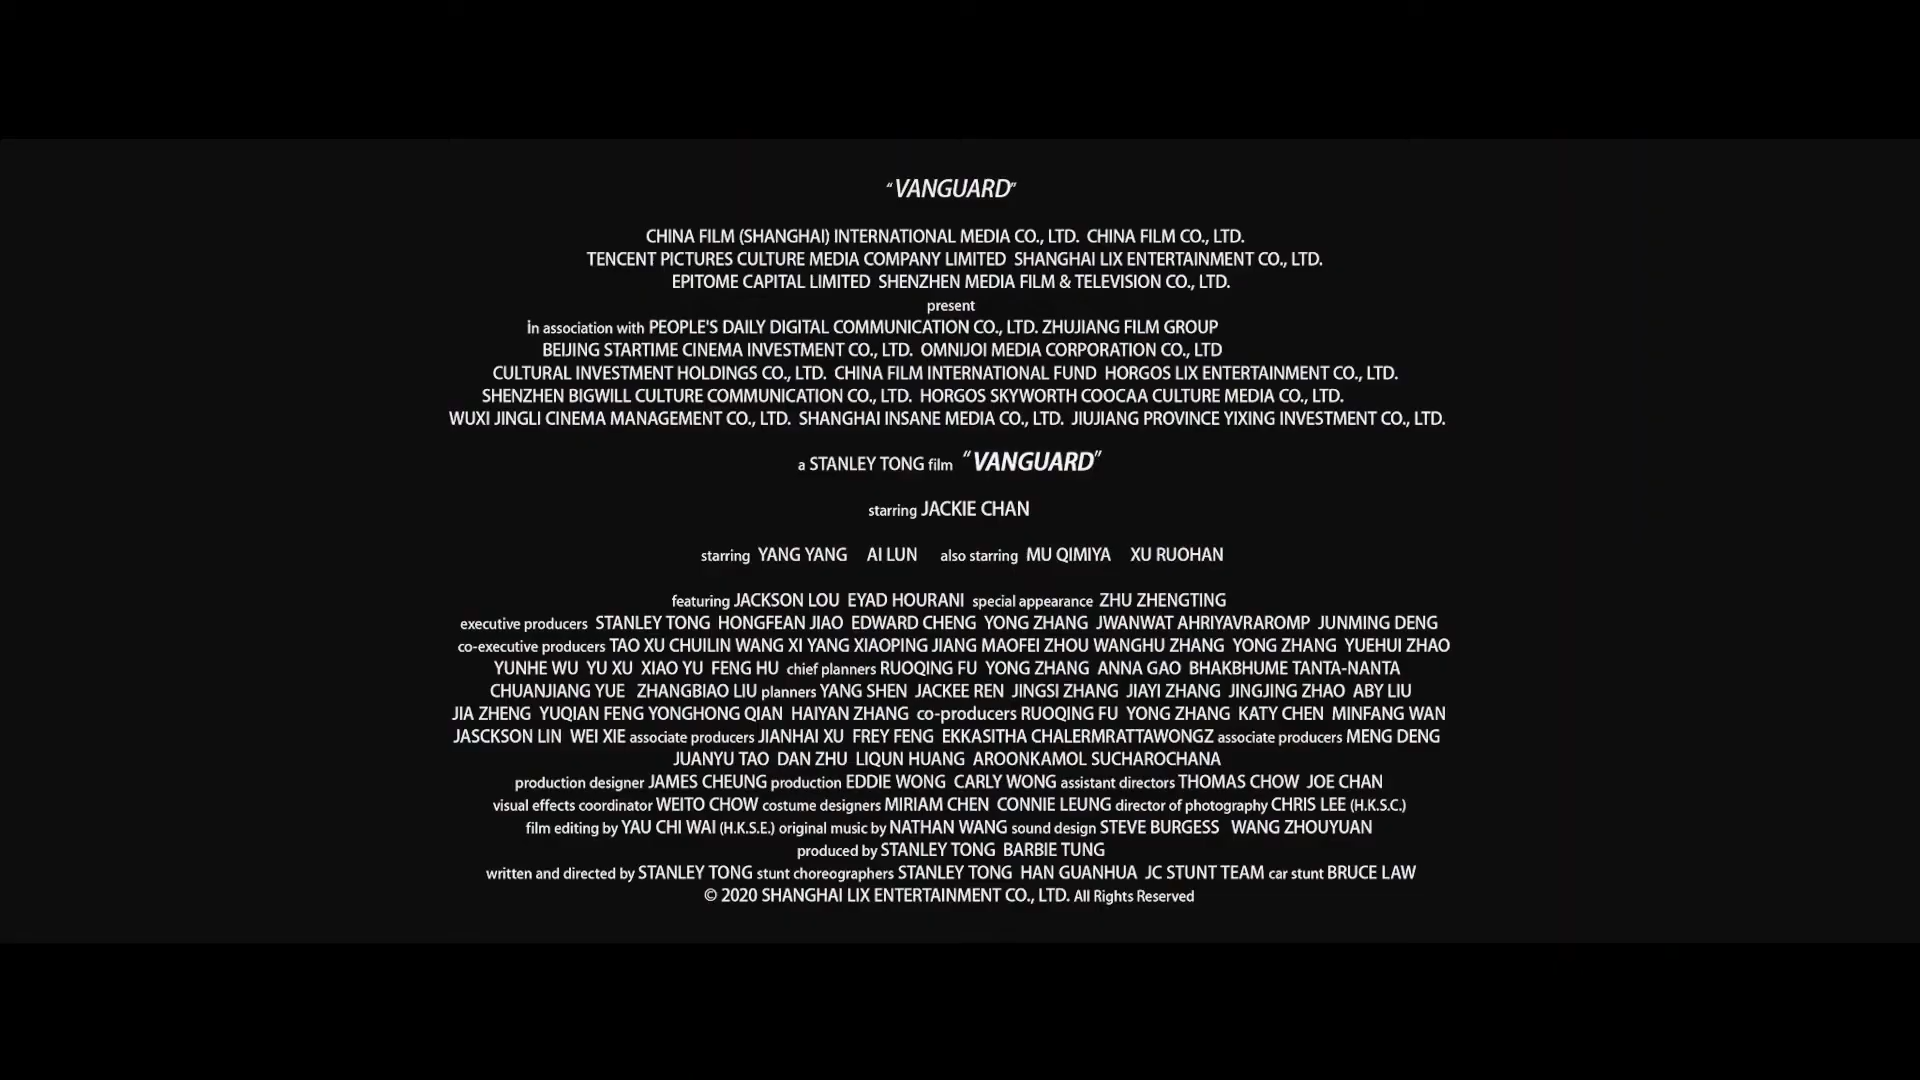 “VANGUARD”
CHINA FILM (SHANGHAI) INTERNATIONAL MEDIA CO., LTD. CHINA FILM CO., LTD.
TENCENT PICTURES CULTURE MEDIA COMPANY LIMITED SHANGHAI LIX ENTERTAINMENT CO., LTD.
EPITOME CAPITAL LIMITED SHENZHEN MEDIA FILM & TELEVISION CO., LTD.
present
in association with PEOPLE'S DAILY DIGITAL COMMUNICATION CO., LTD. ZHUJIANG FILM GROUP
BEIJING STARTIME CINEMA INVESTMENT CO., LTD. OMNIJOI MEDIA CORPORATION CO., LTD
CULTURAL INVESTMENT HOLDINGS CO., LTD. CHINA FILM INTERNATIONAL FUND HORGOS LIX ENTERTAINMENT CO., LTD.
SHENZHEN BIGWILL CULTURE COMMUNICATION CO., LTD. HORGOS SKYWORTH COOCAA CULTURE MEDIA CO., LTD.
WUXI JINGLI CINEMA MANAGEMENT CO., LTD. SHANGHAI INSANE MEDIA CO., LTD. JIUJIANG PROVINCE YIXING INVESTMENT CO., LTD.
a STANLEY TONG film “VANGUARD”
starring JACKIE CHAN
starring YANG YANG AI LUN also starring MU QIMIYA XU RUOHAN
featuring JACKSON LOU EYAD HOURANI special appearance ZHU ZHENGTING
executive producers STANLEY TONG HONGFEAN JIAO EDWARD CHENG YONG ZHANG JWANWAT AHRIYAVRAROMP JUNMING DENG
co-executive producers TAO XU CHUILIN WANG XI YANG XIAOPING JIANG MAOFEI ZHOU WANGHU ZHANG YONG ZHANG YUEHUI ZHAO
YUNHE WU YU XU XIAO YU FENG HU chief planners RUOQING FU YONG ZHANG ANNA GAO BHAKBHUME TANTA-NANTA
CHUANJIANG YUE ZHANGBIAO LIU planners YANG SHEN JACKEE REN JINGSI ZHANG JIAYI ZHANG JINGJING ZHAO ABY LIU
JIA ZHENG YUQIAN FENG YONGHONG QIAN HAIYAN ZHANG co-producers RUOQING FU YONG ZHANG KATY CHEN MINFANG WAN
JASCKSON LIN WEI XIE associate producers JIANHAI XU FREY FENG EKKASITHA CHALERMRATTAWONGZ associate producers MENG DENG
JUANYU TAO DAN ZHU LIQUN HUANG AROONKAMOL SUCHAROCHANA
production designer JAMES CHEUNG production EDDIE WONG CARLY WONG assistant directors THOMAS CHOW JOE CHAN
visual effects coordinator WEITO CHOW costume designers MIRIAM CHEN CONNIE LEUNG director of photography CHRIS LEE (H.K.S.C.)
film editing by YAU CHI WAI (H.K.S.E.) original music by NATHAN WANG sound design STEVE BURGESS WANG ZHOUYUAN
produced by STANLEY TONG BARBIE TUNG
written and directed by STANLEY TONG stunt choreographers STANLEY TONG HAN GUANHUA JC STUNT TEAM car stunt BRUCE LAW
© 2020 SHANGHAI LIX ENTERTAINMENT CO., LTD. All Rights Reserved